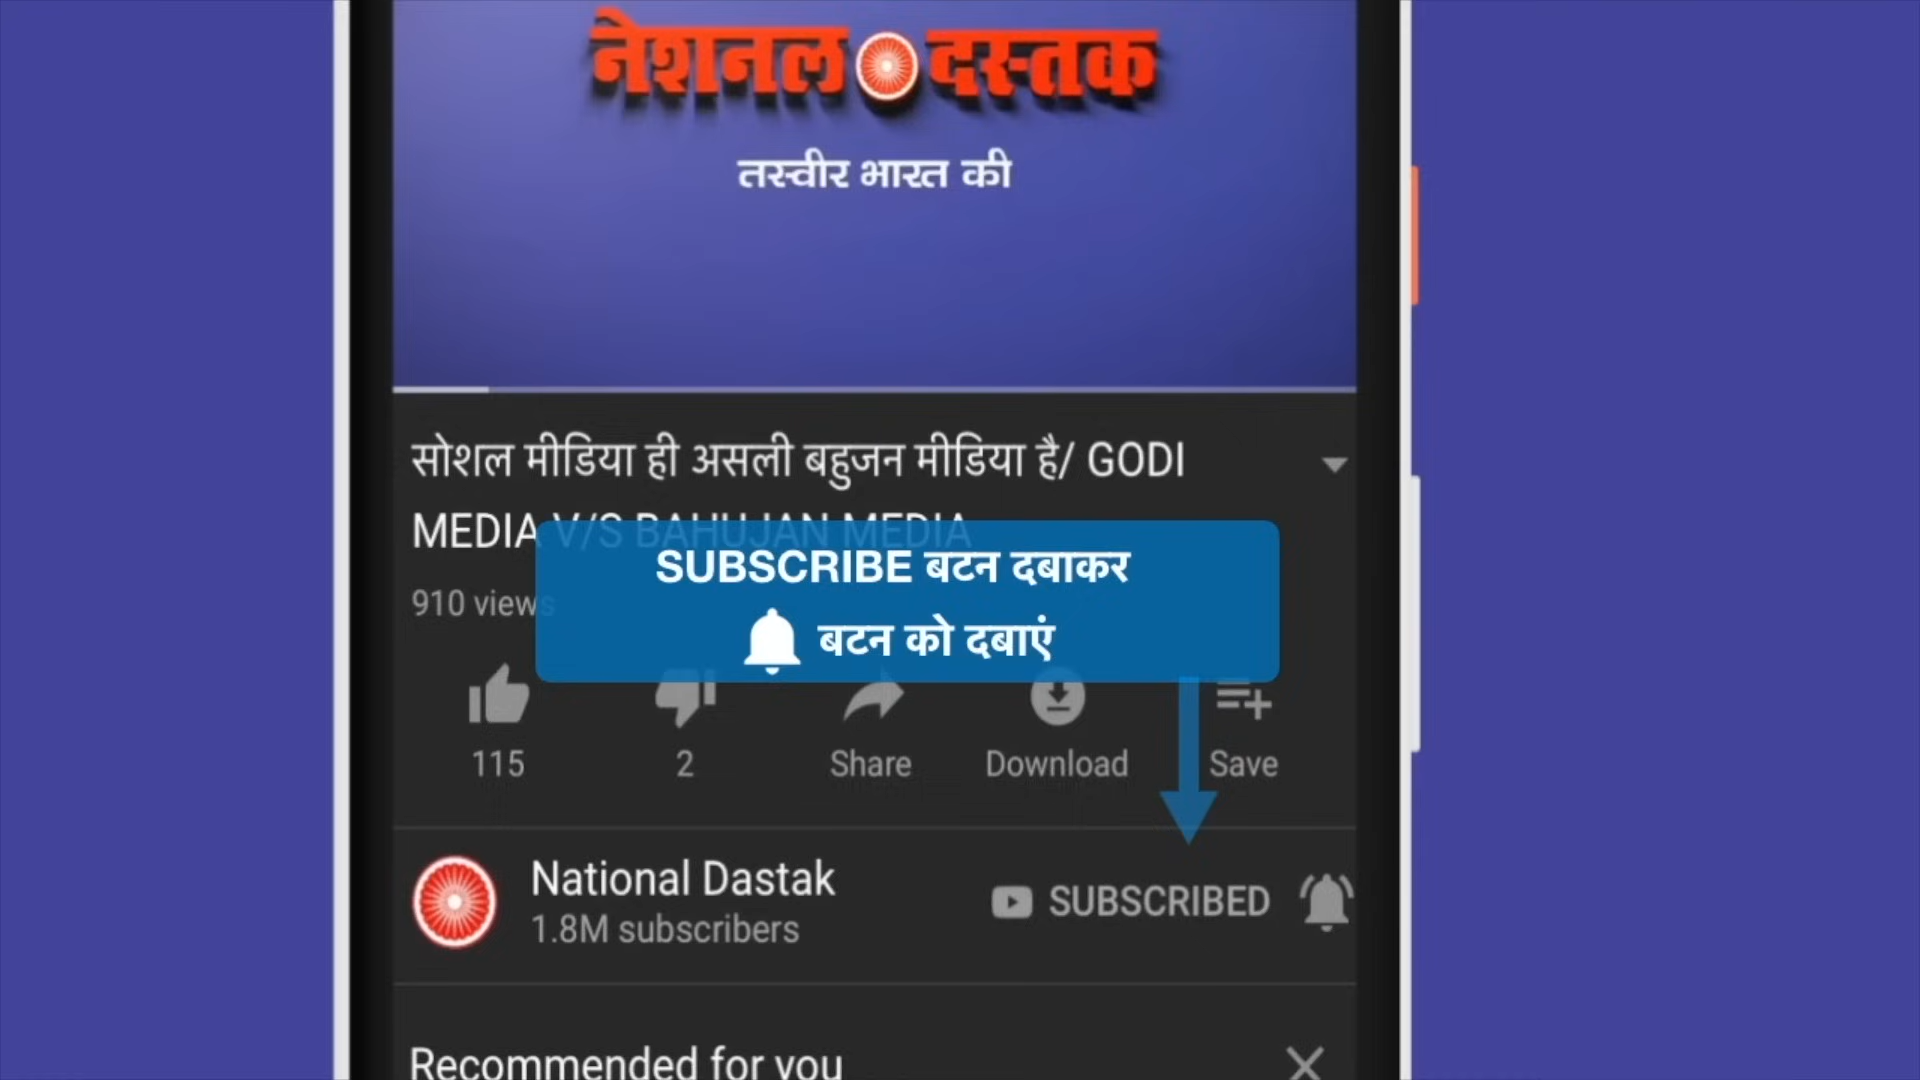 नेशनल दस्तक
तस्वीर भारत की
सोशल मीडिया ही असली बहुजन मीडिया है/ GODI
MEDIA V/S BAHUJAN MEDIA
SUBSCRIBE बटन दबाकर
बटन को दबाएं
910 views
115
2
Share
Download
Save
National Dastak
1.8M subscribers
SUBSCRIBED
Recommended for you